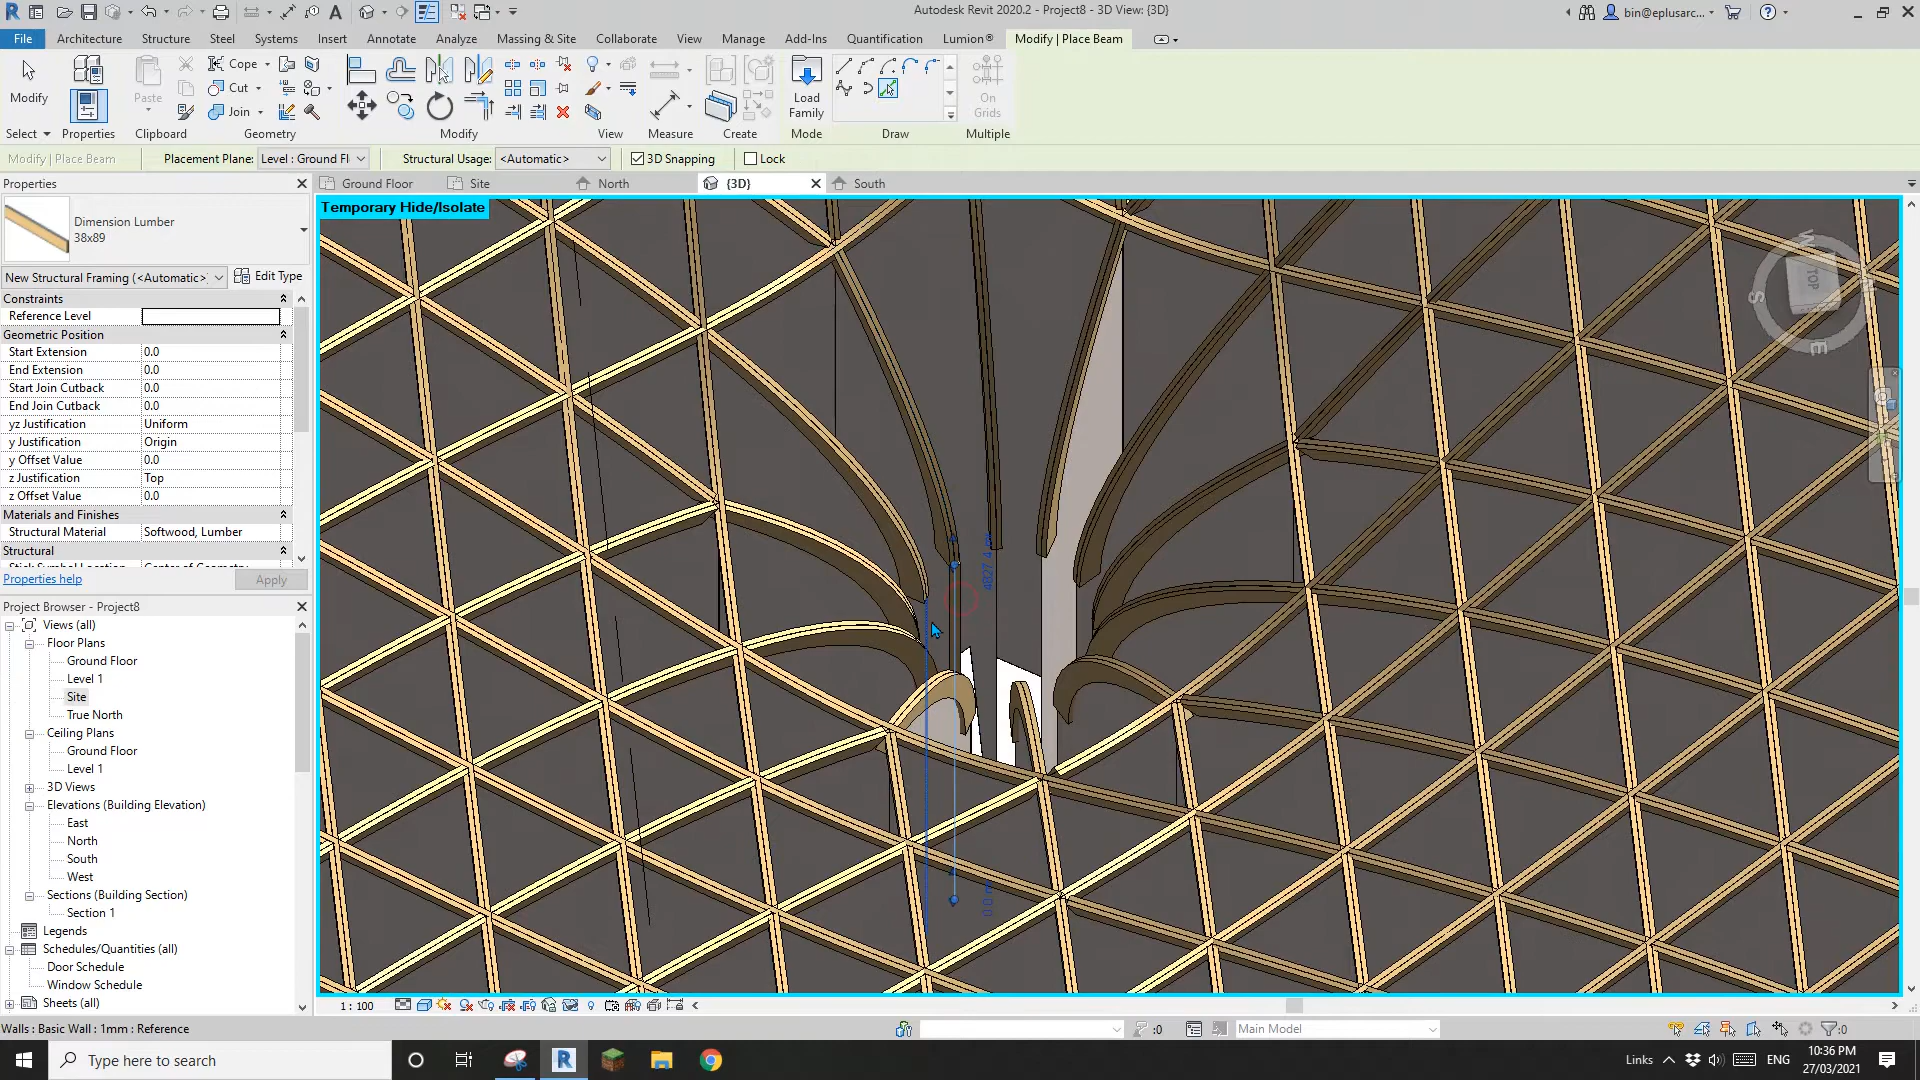 Autodesk Revit 2020.2 - Project8 - 3D View: {3D}
bin@eplusarc...
File Architecture Structure Steel Systems Insert Annotate Analyze Massing & Site Collaborate View Manage Add-Ins Quantification Lumion® Modify | Place Beam
Modify
Paste
Cope
Cut
Join
Load
Family
On
Grids
Select Properties Clipboard Geometry Modify View Measure Create Mode Draw Multiple
Modify | Place Beam Placement Plane: Level : Ground Fl Structural Usage: <Automatic> 3D Snapping Lock
Properties
Ground Floor Site North {3D} South
Temporary Hide/Isolate
Dimension Lumber
38x89
New Structural Framing (<Automatic>) Edit Type
Constraints
Reference Level
Geometric Position
Start Extension 0.0
End Extension 0.0
Start Join Cutback 0.0
End Join Cutback 0.0
yz Justification Uniform
y Justification Origin
y Offset Value 0.0
z Justification Top
z Offset Value 0.0
Materials and Finishes
Structural Material Softwood, Lumber
Structural
Properties help Apply
Project Browser - Project8
Views (all)
Floor Plans
Ground Floor
Level 1
Site
True North
Ceiling Plans
Ground Floor
Level 1
3D Views
Elevations (Building Elevation)
East
North
South
West
Sections (Building Section)
Section 1
Legends
Schedules/Quantities (all)
Door Schedule
Window Schedule
Sheets (all)
TOP
W
S
E
1 : 100
Walls : Basic Wall : 1mm : Reference
:0
Main Model
:0
Type here to search
Links
ENG
10:36 PM
27/03/2021